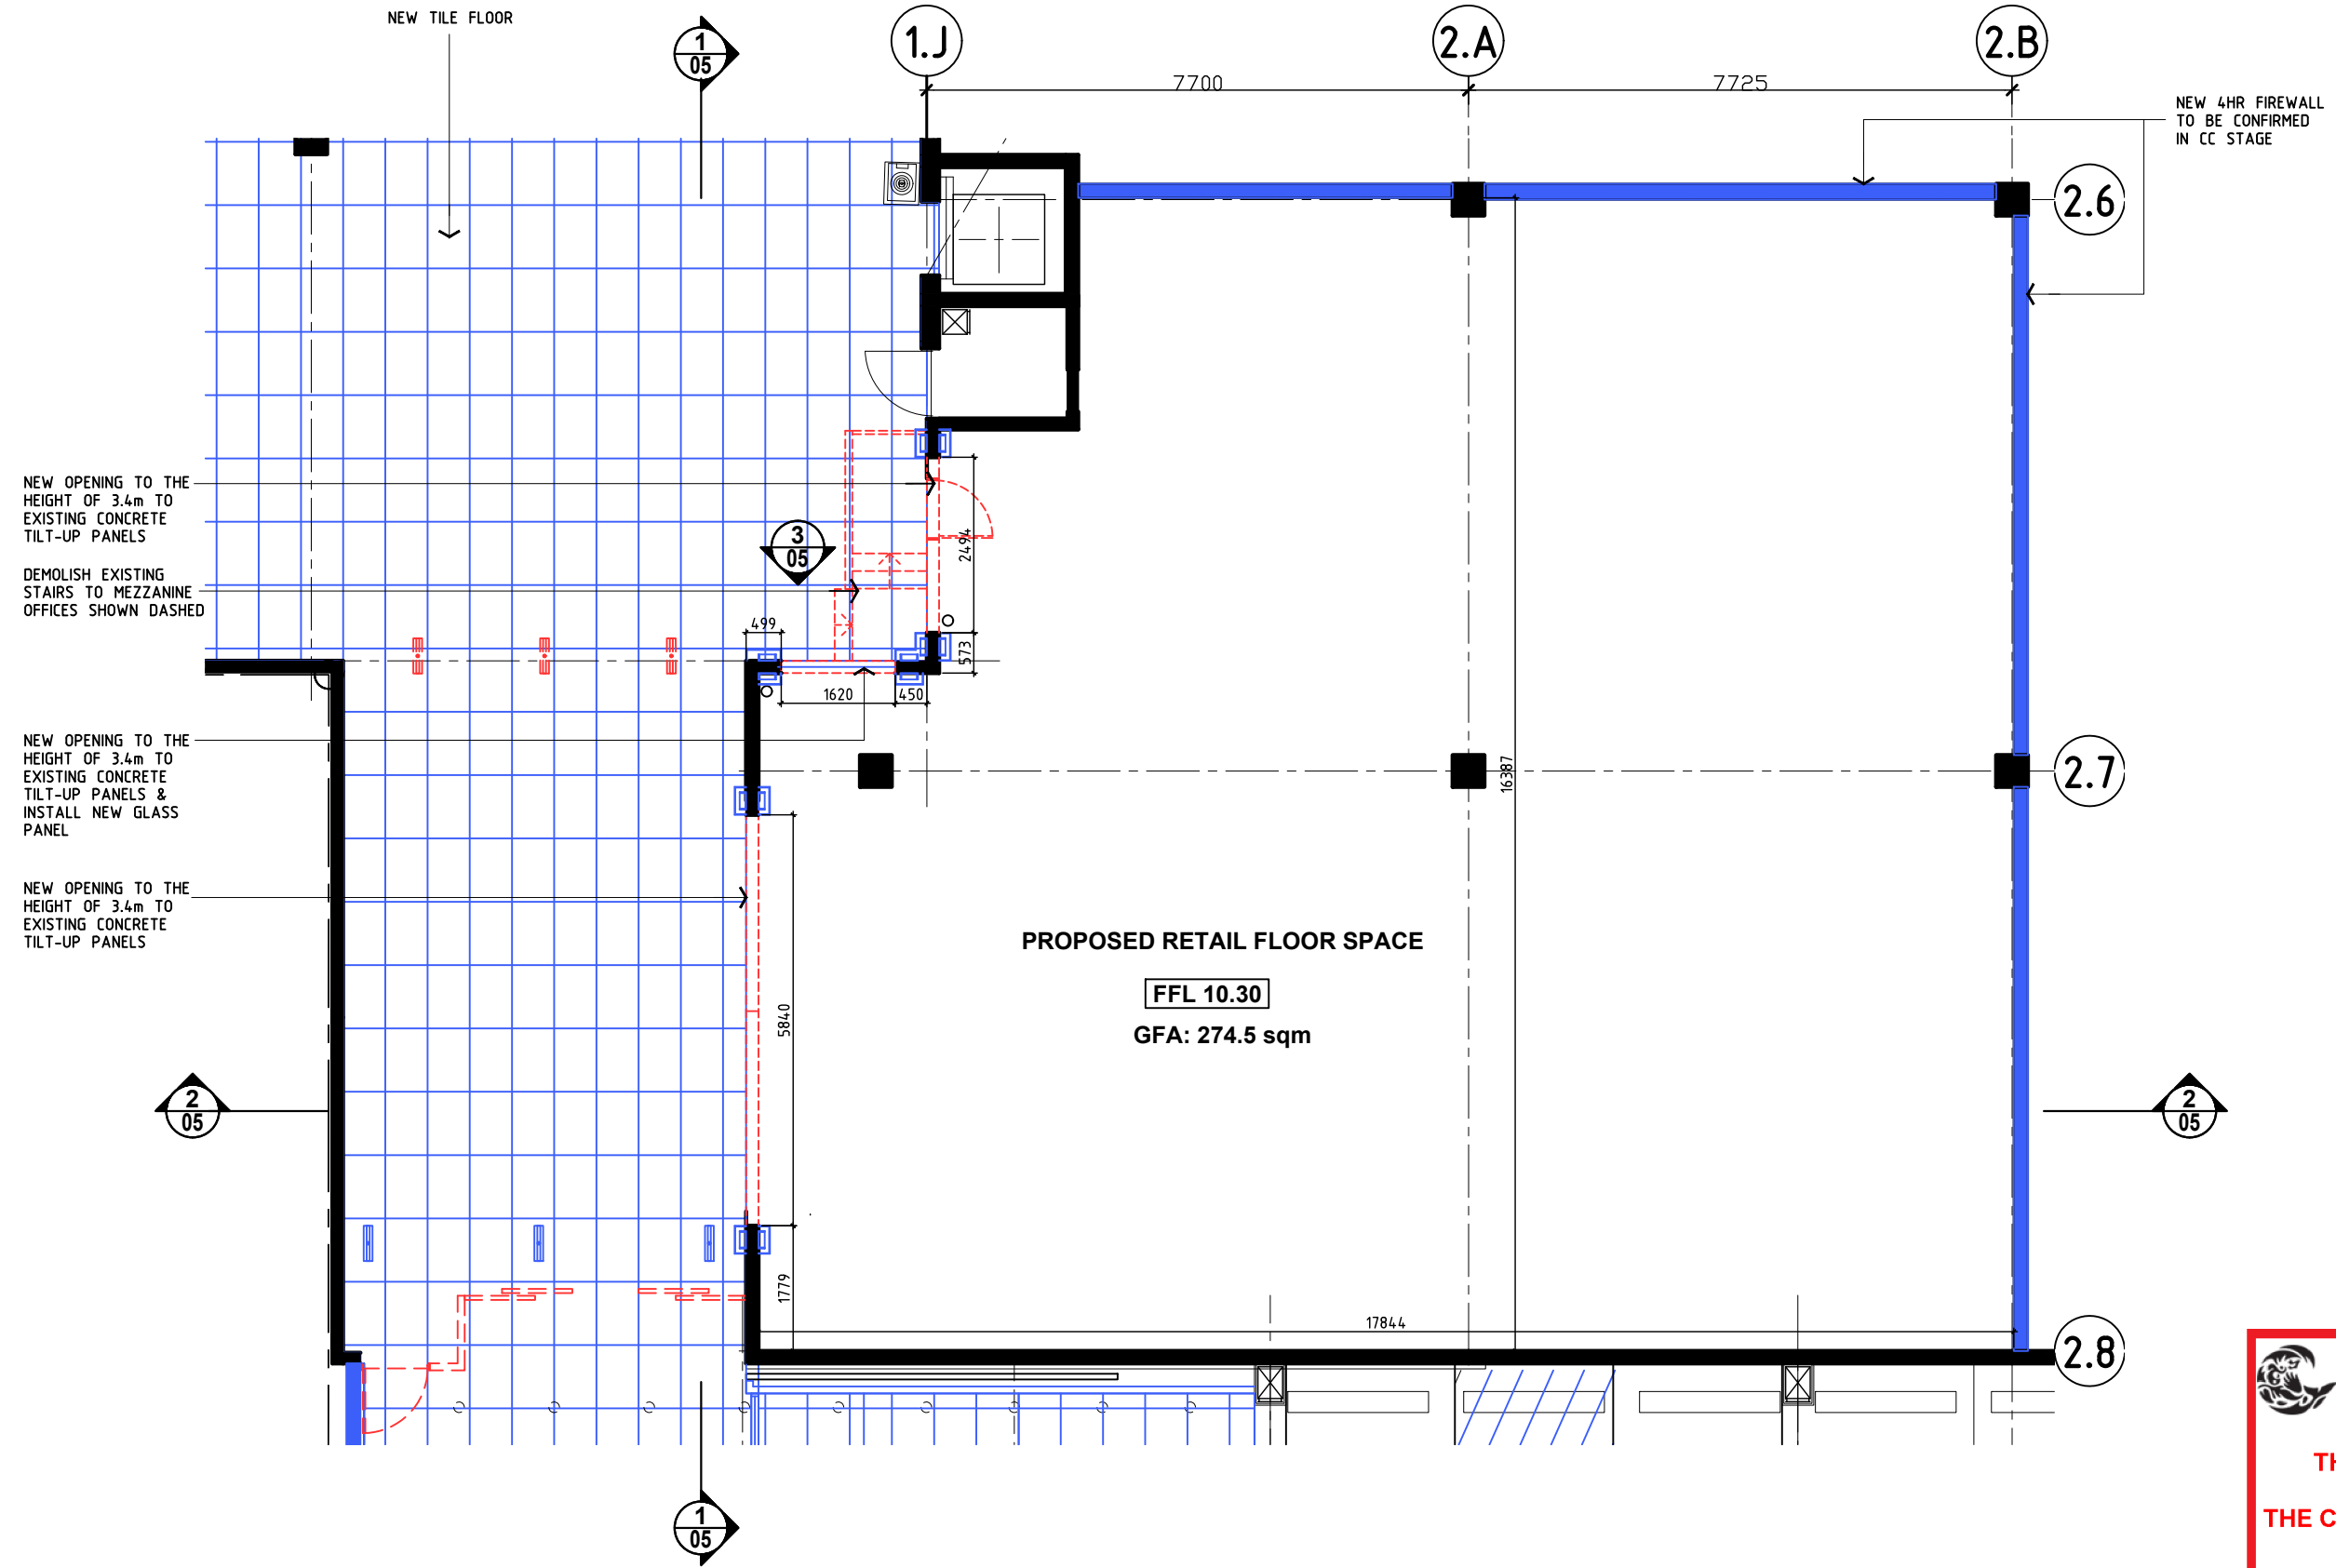 NEW TILE FLOOR
1
05
1.J
2.A
2.B
7700
7725
NEW 4HR FIREWALL
TO BE CONFIRMED
IN CC STAGE
2.6
NEW OPENING TO THE
HEIGHT OF 3.4m TO
EXISTING CONCRETE
TILT-UP PANELS
3
05
2494
DEMOLISH EXISTING
STAIRS TO MEZZANINE
OFFICES SHOWN DASHED
499
573
1620
450
NEW OPENING TO THE
HEIGHT OF 3.4m TO
EXISTING CONCRETE
TILT-UP PANELS &
INSTALL NEW GLASS
PANEL
16387
2.7
NEW OPENING TO THE
HEIGHT OF 3.4m TO
EXISTING CONCRETE
TILT-UP PANELS
PROPOSED RETAIL FLOOR SPACE
FFL 10.30
GFA: 274.5 sqm
5840
2
05
2
05
1779
17844
2.8
1
05
TH
THE C